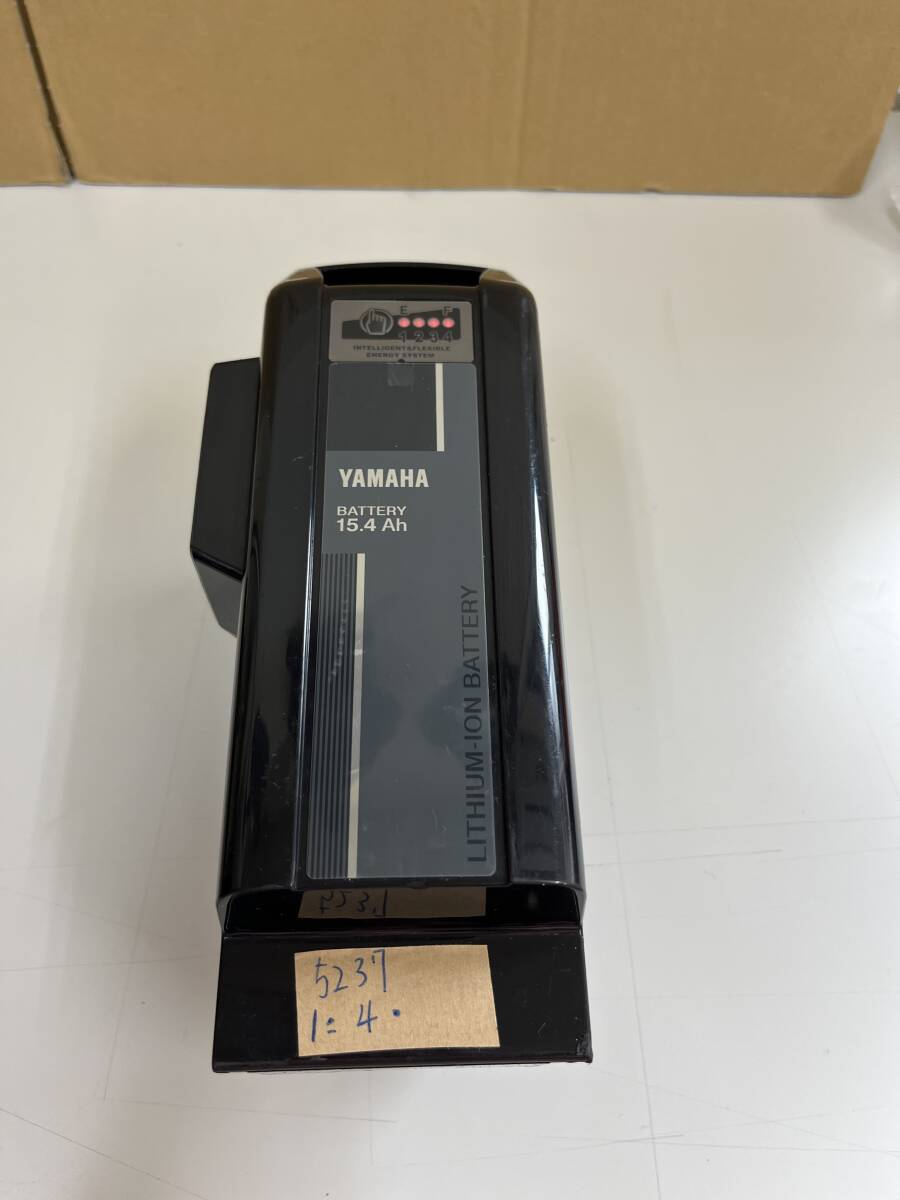 E F
1 2 3 4
INTELLIGENT&FLEXIBLE
ENERGY SYSTEM
YAMAHA
BATTERY
15.4 Ah
LITHIUM-ION BATTERY
5237
1: 4.